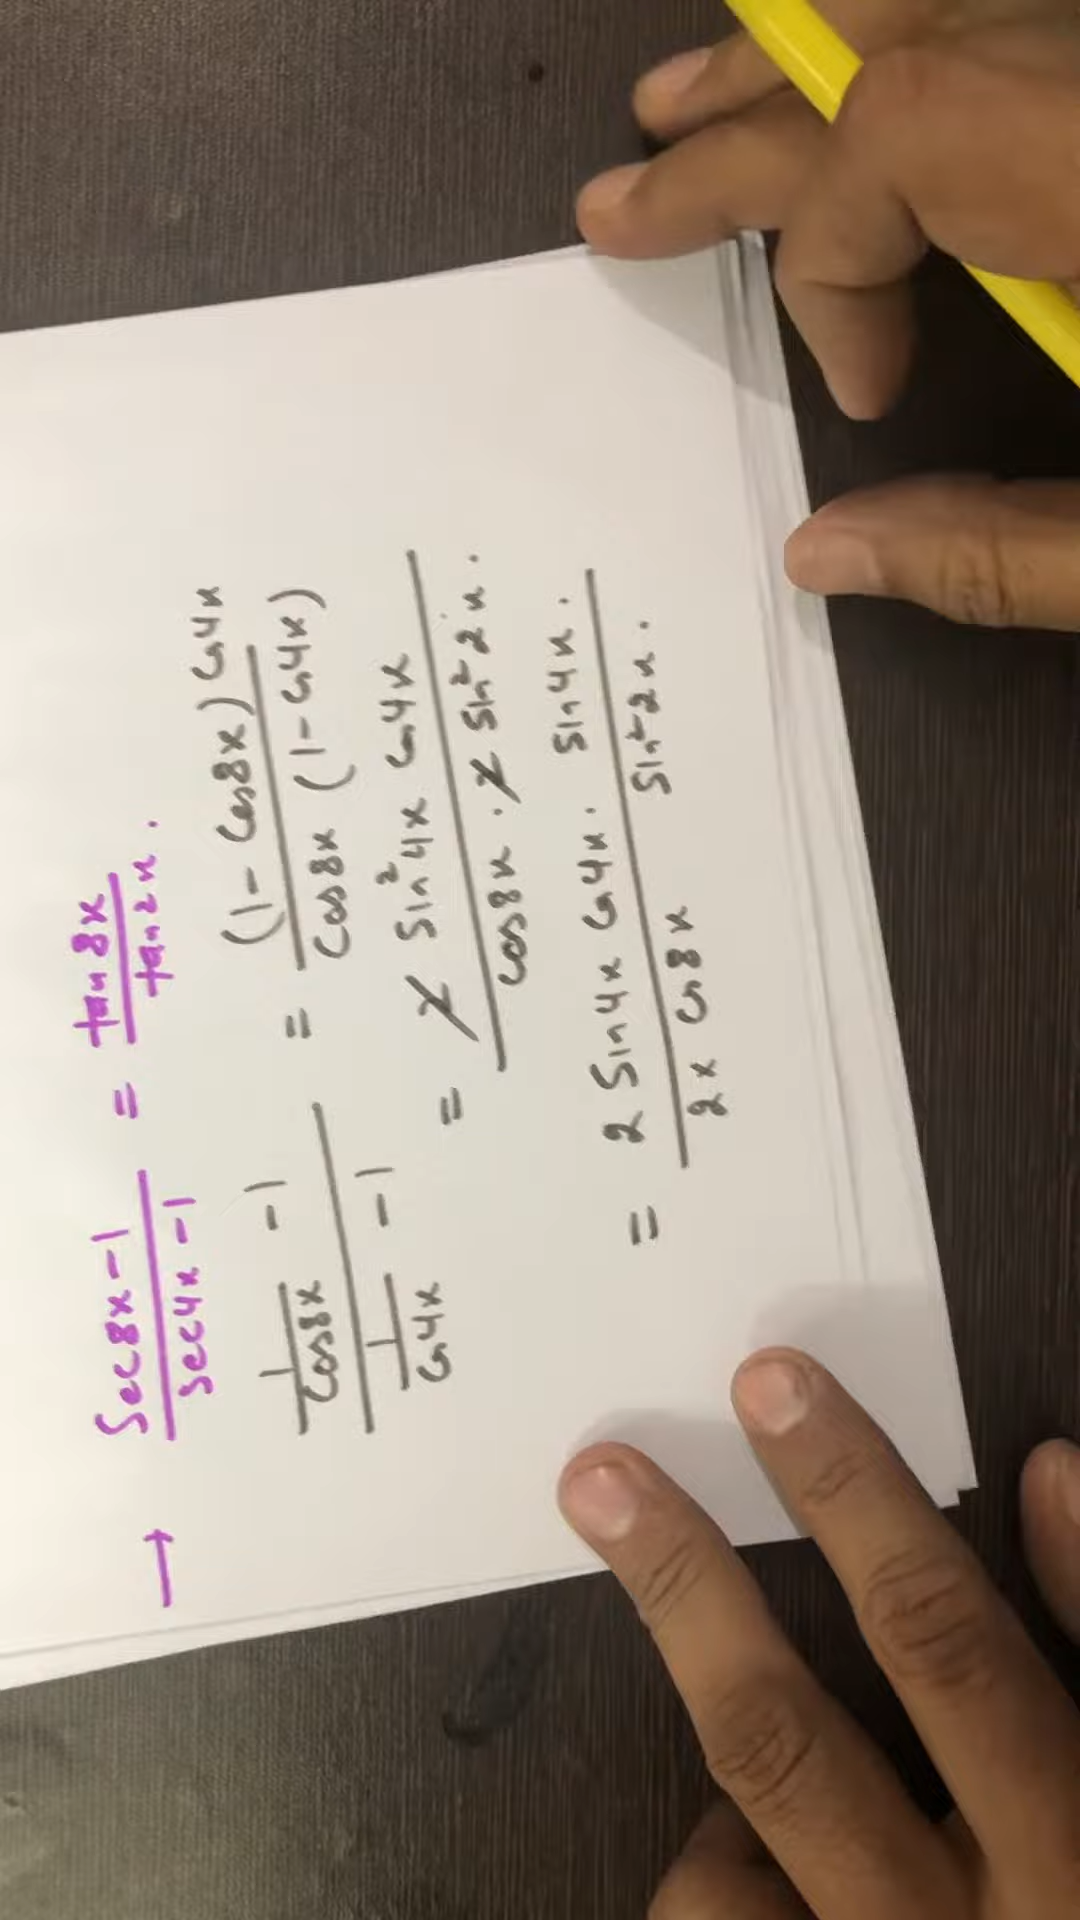 → sec8x-1/sec4x-1 = tan8x/tan2x.
(1/cos8x - 1)/(1/cos4x - 1) = (1-cos8x)cos4x/cos8x(1-cos4x)
= 2 sin²4x cos4x/cos8x . 2 sin²2x.
= 2 sin4x cos4x . sin4x./2 x cos8x sin²2x.